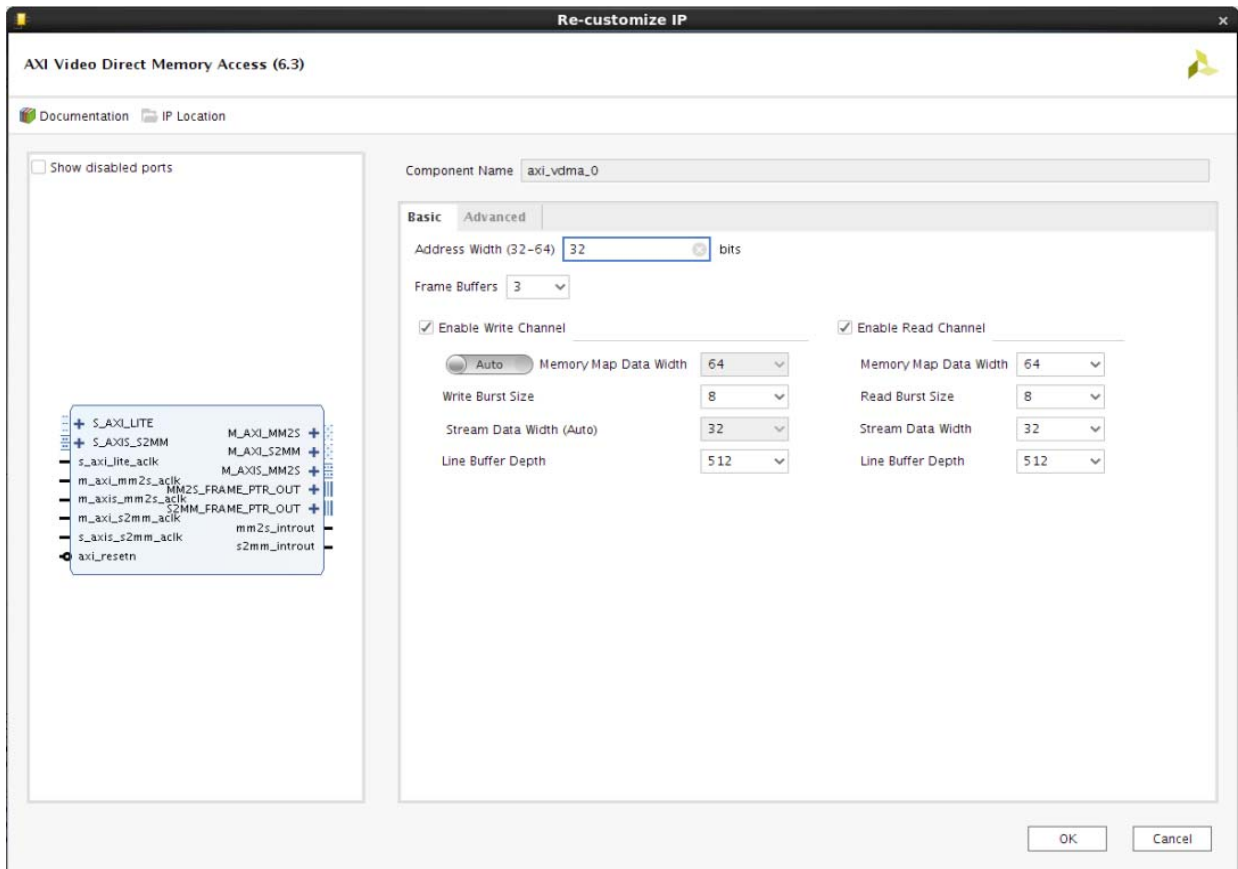 Re-customize IP
AXI Video Direct Memory Access (6.3)
Documentation IP Location
Show disabled ports
S_AXI_LITE
S_AXIS_S2MM
s_axi_lite_aclk
m_axi_mm2s_aclk
m_axis_mm2s_aclk
m_axi_s2mm_aclk
s_axis_s2mm_aclk
axi_resetn
M_AXI_MM2S
M_AXI_S2MM
M_AXIS_MM2S
MM2S_FRAME_PTR_OUT
S2MM_FRAME_PTR_OUT
mm2s_introut
s2mm_introut
Component Name axi_vdma_0
Basic Advanced
Address Width (32-64) 32 bits
Frame Buffers 3
Enable Write Channel
Auto Memory Map Data Width 64
Write Burst Size 8
Stream Data Width (Auto) 32
Line Buffer Depth 512
Enable Read Channel
Memory Map Data Width 64
Read Burst Size 8
Stream Data Width 32
Line Buffer Depth 512
OK Cancel